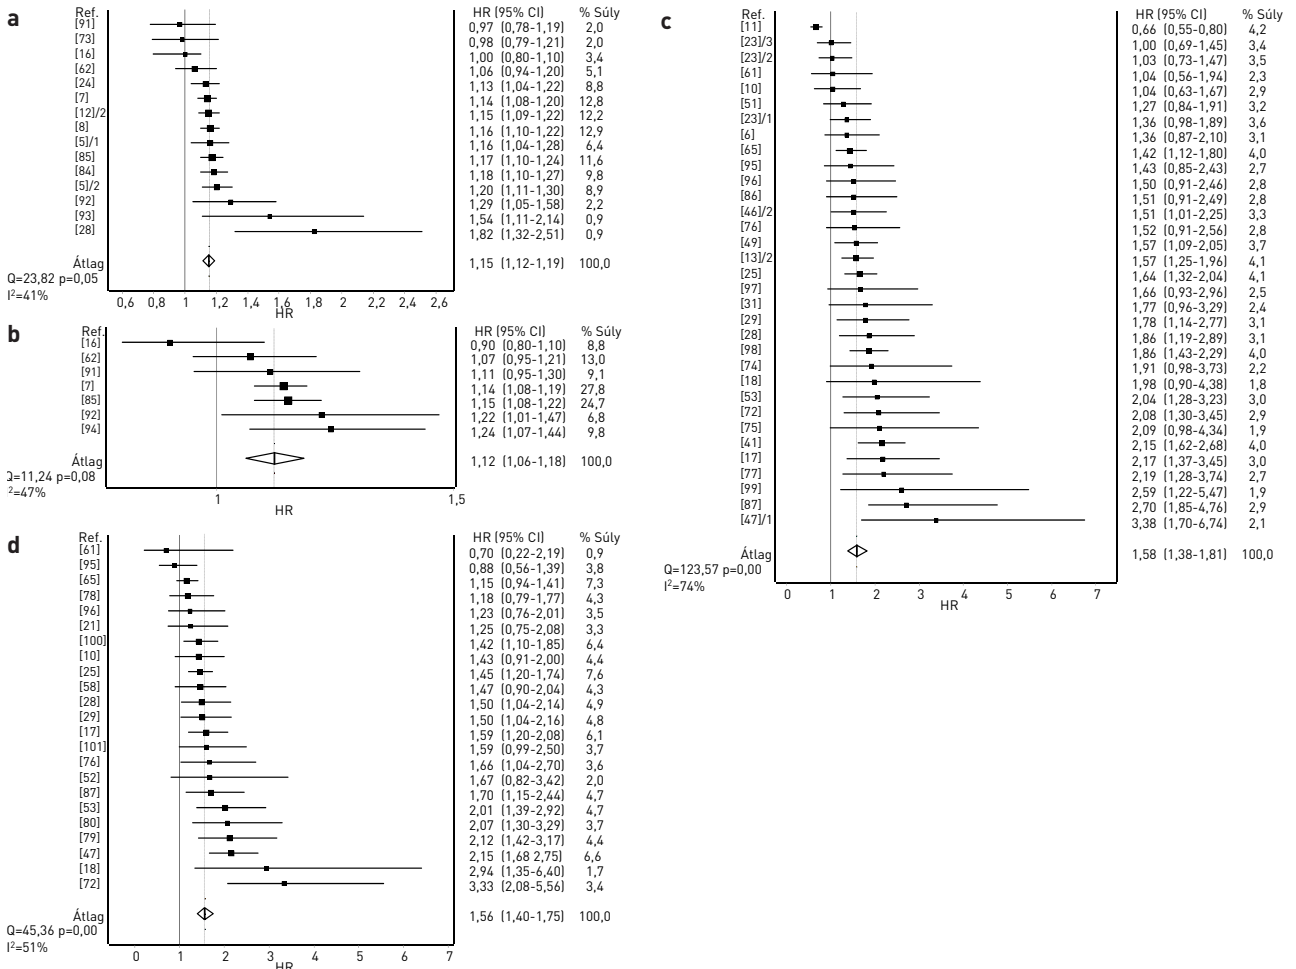 a
Ref. HR (95% CI) % Súly
[91] 0,97 (0,78-1,19) 2,0
[73] 0,98 (0,79-1,21) 2,0
[16] 1,00 (0,80-1,10) 3,4
[62] 1,06 (0,94-1,20) 5,1
[24] 1,13 (1,04-1,22) 8,8
[7] 1,14 (1,08-1,20) 12,8
[12]/2 1,15 (1,09-1,22) 12,2
[8] 1,16 (1,10-1,22) 12,9
[5]/1 1,16 (1,04-1,28) 6,4
[85] 1,17 (1,10-1,24) 11,6
[84] 1,18 (1,10-1,27) 9,8
[5]/2 1,20 (1,11-1,30) 8,9
[92] 1,29 (1,05-1,58) 2,2
[93] 1,54 (1,11-2,14) 0,9
[28] 1,82 (1,32-2,51) 0,9
Átlag 1,15 (1,12-1,19) 100,0
Q=23,82 p=0,05
I²=41%
0,6 0,8 1 1,2 1,4 1,6 1,8 2 2,2 2,4 2,6
HR
b
Ref. HR (95% CI) % Súly
[16] 0,90 (0,80-1,10) 8,8
[62] 1,07 (0,95-1,21) 13,0
[91] 1,11 (0,95-1,30) 9,1
[7] 1,14 (1,08-1,19) 27,8
[85] 1,15 (1,08-1,22) 24,7
[92] 1,22 (1,01-1,47) 6,8
[94] 1,24 (1,07-1,44) 9,8
Átlag 1,12 (1,06-1,18) 100,0
Q=11,24 p=0,08
²=47%
1 1,5
HR
d
Ref. HR (95% CI) % Súly
[61] 0,70 (0,22-2,19) 0,9
[95] 0,88 (0,56-1,39) 3,8
[65] 1,15 (0,94-1,41) 7,3
[78] 1,18 (0,79-1,77) 4,3
[96] 1,23 (0,76-2,01) 3,5
[21] 1,25 (0,75-2,08) 3,3
[100] 1,42 (1,10-1,85) 6,4
[10] 1,43 (0,91-2,00) 4,4
[25] 1,45 (1,20-1,74) 7,6
[58] 1,47 (0,90-2,04) 4,3
[28] 1,50 (1,04-2,14) 4,9
[29] 1,50 (1,04-2,16) 4,8
[17] 1,59 (1,20-2,08) 6,1
[101] 1,59 (0,99-2,50) 3,7
[76] 1,66 (1,04-2,70) 3,6
[52] 1,67 (0,82-3,42) 2,0
[87] 1,70 (1,15-2,44) 4,7
[53] 2,01 (1,39-2,92) 4,7
[80] 2,07 (1,30-3,29) 3,7
[79] 2,12 (1,42-3,17) 4,4
[47] 2,15 (1,68 2,75) 6,6
[18] 2,94 (1,35-6,40) 1,7
[72] 3,33 (2,08-5,56) 3,4
Átlag 1,56 (1,40-1,75) 100,0
Q=45,36 p=0,00
I²=51%
0 1 2 3 4 5 6 7
HR
c
Ref. HR (95% CI) % Súly
[11] 0,66 (0,55-0,80) 4,2
[23]/3 1,00 (0,69-1,45) 3,4
[23]/2 1,03 (0,73-1,47) 3,5
[61] 1,04 (0,56-1,94) 2,3
[10] 1,04 (0,63-1,67) 2,9
[51] 1,27 (0,84-1,91) 3,2
[23]/1 1,36 (0,98-1,89) 3,6
[6] 1,36 (0,87-2,10) 3,1
[65] 1,42 (1,12-1,80) 4,0
[95] 1,43 (0,85-2,43) 2,7
[96] 1,50 (0,91-2,46) 2,8
[86] 1,51 (0,91-2,49) 2,8
[46]/2 1,51 (1,01-2,25) 3,3
[76] 1,52 (0,91-2,56) 2,8
[49] 1,57 (1,09-2,05) 3,7
[13]/2 1,57 (1,25-1,96) 4,1
[25] 1,64 (1,32-2,04) 4,1
[97] 1,66 (0,93-2,96) 2,5
[31] 1,77 (0,96-3,29) 2,4
[29] 1,78 (1,14-2,77) 3,1
[28] 1,86 (1,19-2,89) 3,1
[98] 1,86 (1,43-2,29) 4,0
[74] 1,91 (0,98-3,73) 2,2
[18] 1,98 (0,90-4,38) 1,8
[53] 2,04 (1,28-3,23) 3,0
[72] 2,08 (1,30-3,45) 2,9
[75] 2,09 (0,98-4,34) 1,9
[41] 2,15 (1,62-2,68) 4,0
[17] 2,17 (1,37-3,45) 3,0
[77] 2,19 (1,28-3,74) 2,7
[99] 2,59 (1,22-5,47) 1,9
[87] 2,70 (1,85-4,76) 2,9
[47]/1 3,38 (1,70-6,74) 2,1
Átlag 1,58 (1,38-1,81) 100,0
Q=123,57 p=0,00
I²=74%
0 1 2 3 4 5 6 7
HR